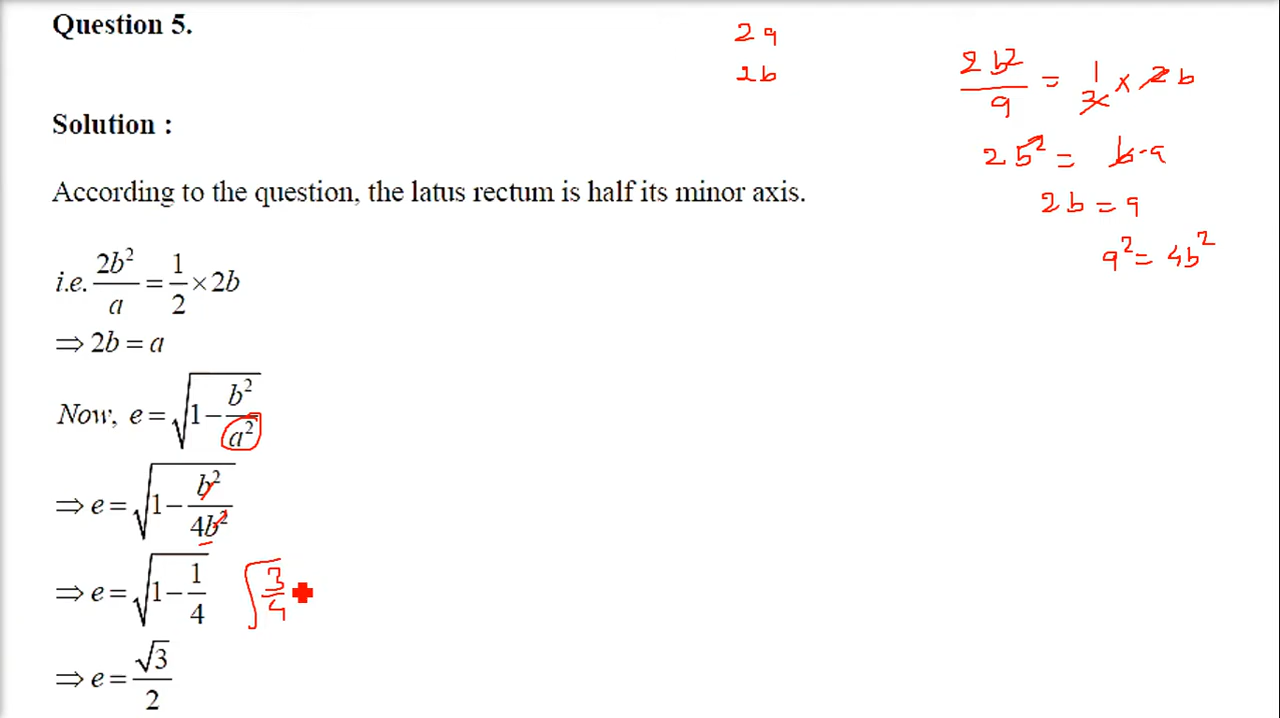 Question 5.
2a
2b
2b²/a = 1/2 × 2b
2b² = b·a
2b = a
a² = 4b²
Solution :
According to the question, the latus rectum is half its minor axis.
i.e. 2b²/a = 1/2 × 2b
⇒ 2b = a
Now, e = √(1 − b²/a²)
⇒ e = √(1 − b²/4b²)
⇒ e = √(1 − 1/4) √(3/4)
⇒ e = √3/2